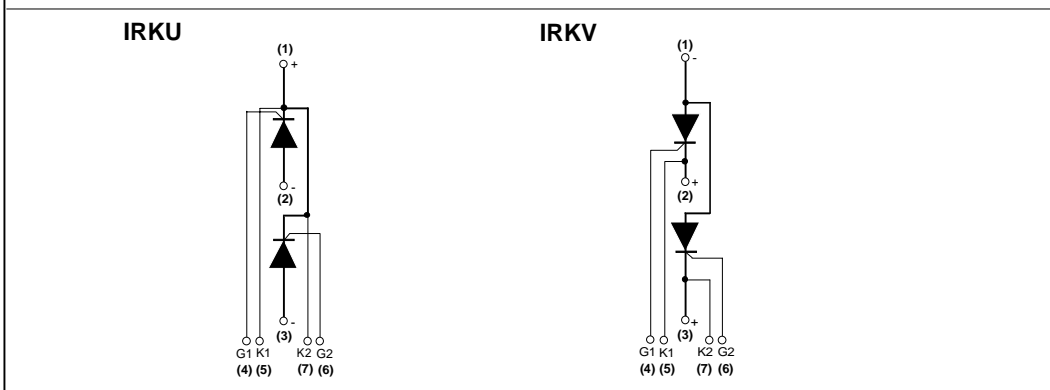 IRKU
IRKV
(1)
+
-
(2)
-
(3)
G1 K1 K2 G2
(4) (5) (7) (6)
(1)
-
+
(2)
+
(3)
G1 K1 K2 G2
(4) (5) (7) (6)